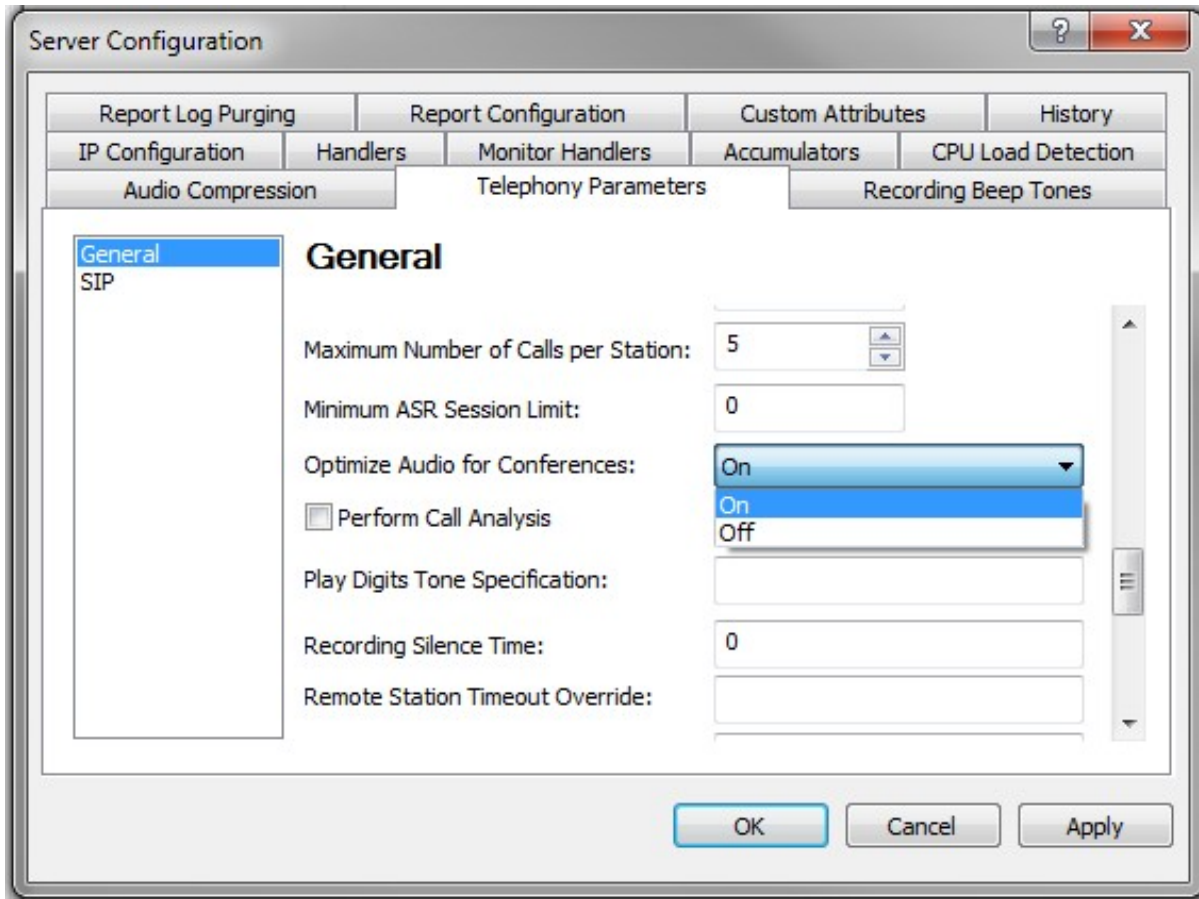 Server Configuration
?
X
Report Log Purging Report Configuration Custom Attributes History
IP Configuration Handlers Monitor Handlers Accumulators CPU Load Detection
Audio Compression Telephony Parameters Recording Beep Tones
General
SIP
General
Maximum Number of Calls per Station: 5
Minimum ASR Session Limit: 0
Optimize Audio for Conferences: On
On
Off
Perform Call Analysis
Play Digits Tone Specification:
Recording Silence Time: 0
Remote Station Timeout Override:
OK Cancel Apply